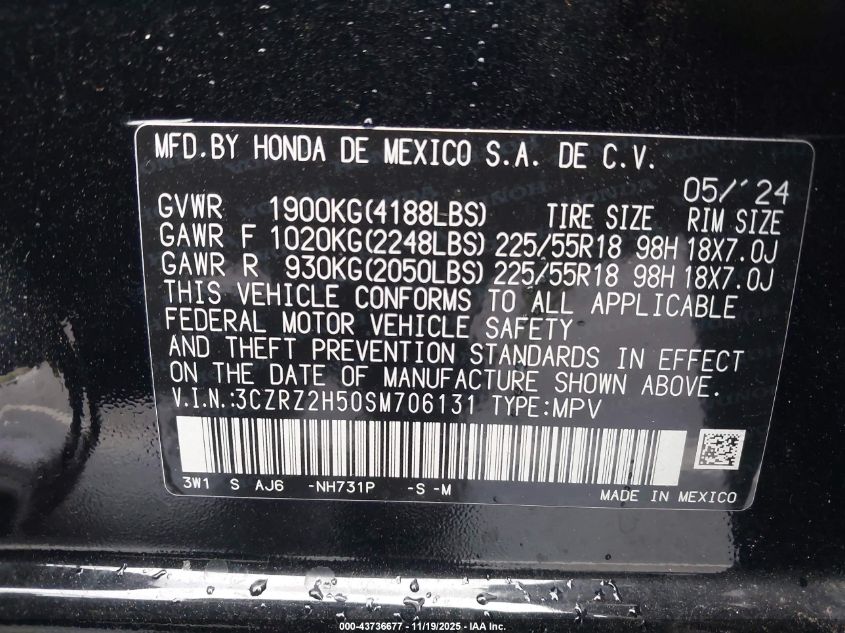 MFD.BY HONDA DE MEXICO S.A. DE C.V.
05/'24
GVWR 1900KG(4188LBS) TIRE SIZE RIM SIZE
GAWR F 1020KG(2248LBS) 225/55R18 98H 18X7.0J
GAWR R 930KG(2050LBS) 225/55R18 98H 18X7.0J
THIS VEHICLE CONFORMS TO ALL APPLICABLE
FEDERAL MOTOR VEHICLE SAFETY
AND THEFT PREVENTION STANDARDS IN EFFECT
ON THE DATE OF MANUFACTURE SHOWN ABOVE.
V.I.N.:3CZRZ2H50SM706131 TYPE:MPV
3W1 S AJ6 -NH731P -S -M
MADE IN MEXICO
000-43736677 - 11/19/2025 - IAA Inc.